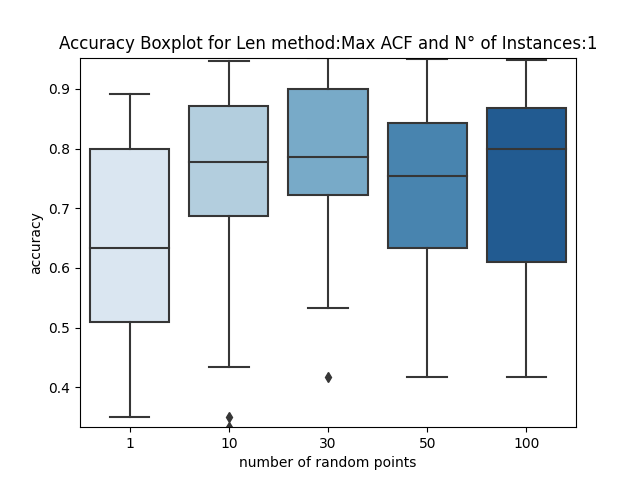 Accuracy Boxplot for Len method:Max ACF and N° of Instances:1
0.9
0.8
0.7
0.6
0.5
0.4
accuracy
1 10 30 50 100
number of random points